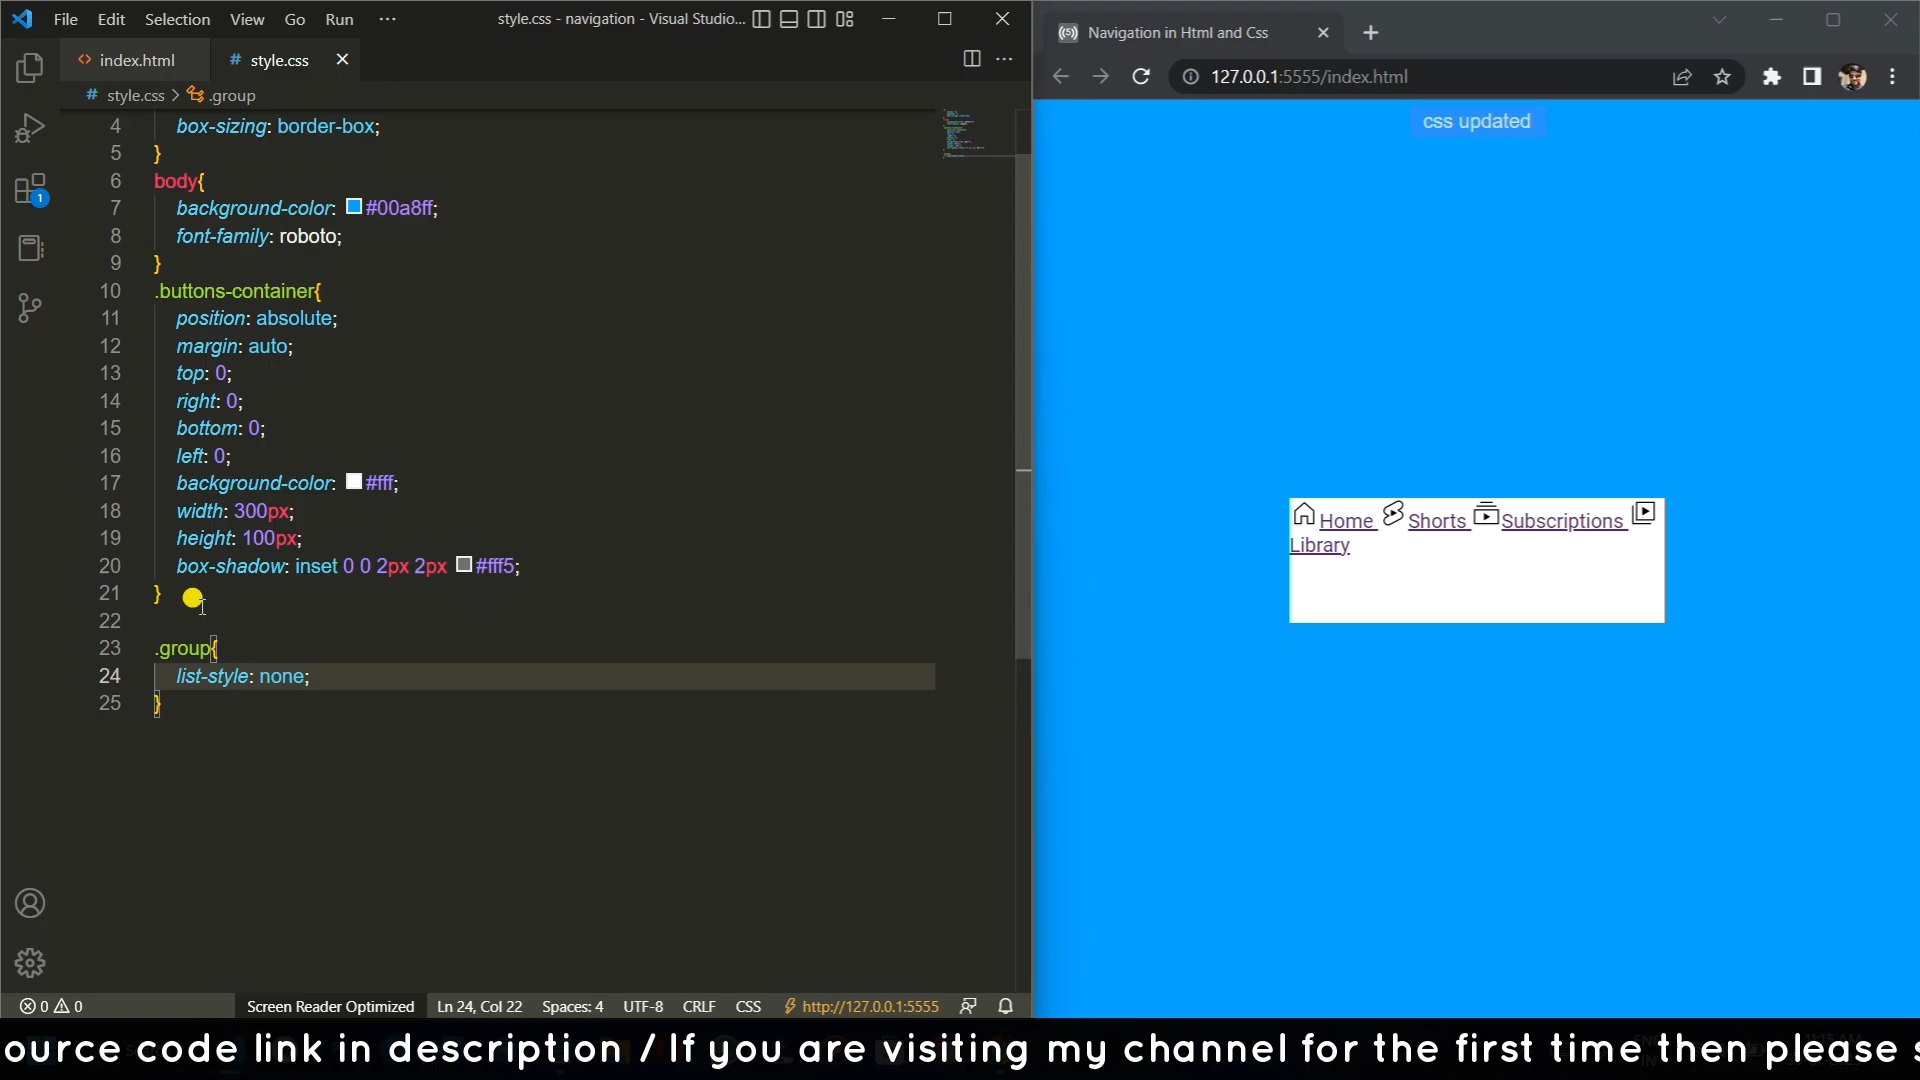 File Edit Selection View Go Run ··· style.css - navigation - Visual Studio...
index.html
style.css
style.css > .group
4 box-sizing: border-box;
5 }
6 body{
7 background-color: #00a8ff;
8 font-family: roboto;
9 }
10 .buttons-container{
11 position: absolute;
12 margin: auto;
13 top: 0;
14 right: 0;
15 bottom: 0;
16 left: 0;
17 background-color: #fff;
18 width: 300px;
19 height: 100px;
20 box-shadow: inset 0 0 2px 2px #fff5;
21 }
22
23 .group{
24 list-style: none;
25 }
1
0 0 Screen Reader Optimized Ln 24, Col 22 Spaces: 4 UTF-8 CRLF CSS http://127.0.0.1:5555
Navigation in Html and Css
127.0.0.1:5555/index.html
css updated
Home Shorts Subscriptions
Library
ource code link in description / If you are visiting my channel for the first time then please s